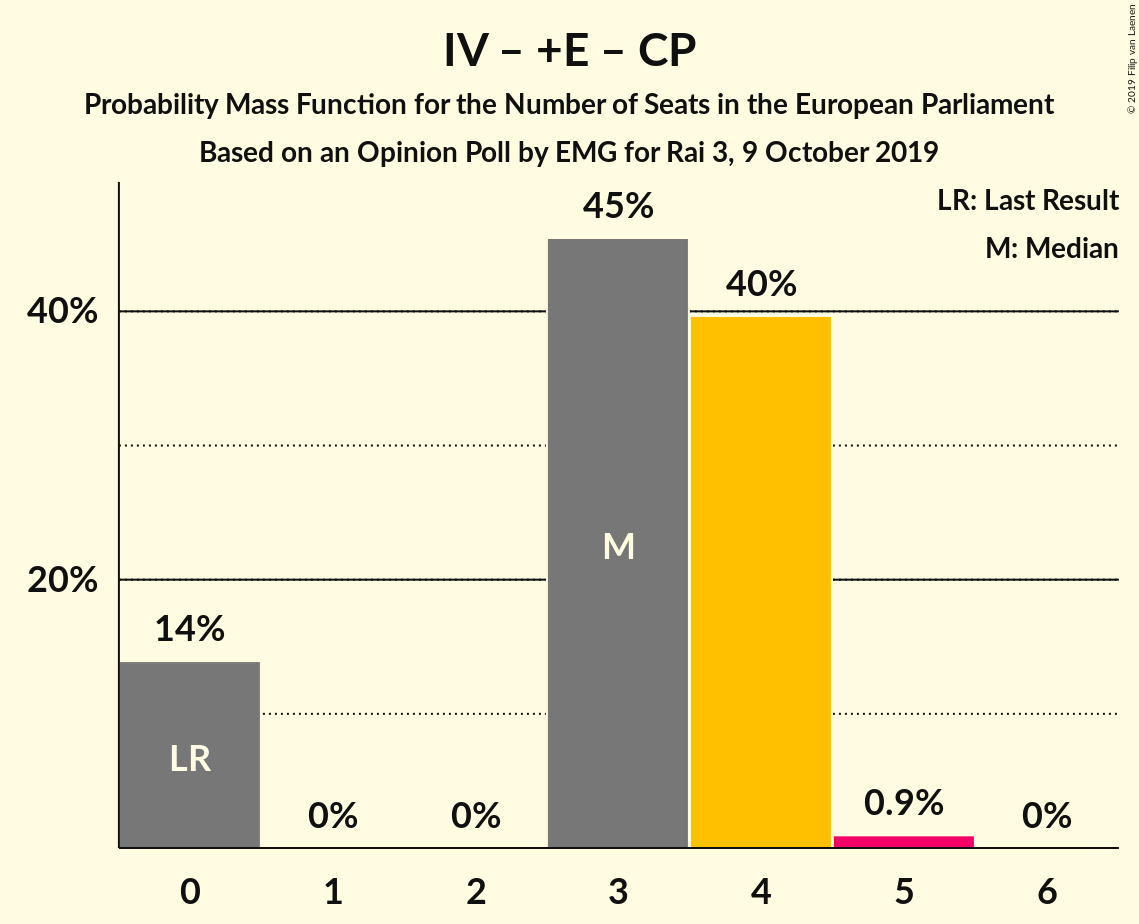 IV – +E – CP
Probability Mass Function for the Number of Seats in the European Parliament
Based on an Opinion Poll by EMG for Rai 3, 9 October 2019
© 2019 Filip van Laenen
LR: Last Result
M: Median
45%
40%
40%
M
20%
14%
LR
0%
0%
0.9%
0%
0
1
2
3
4
5
6